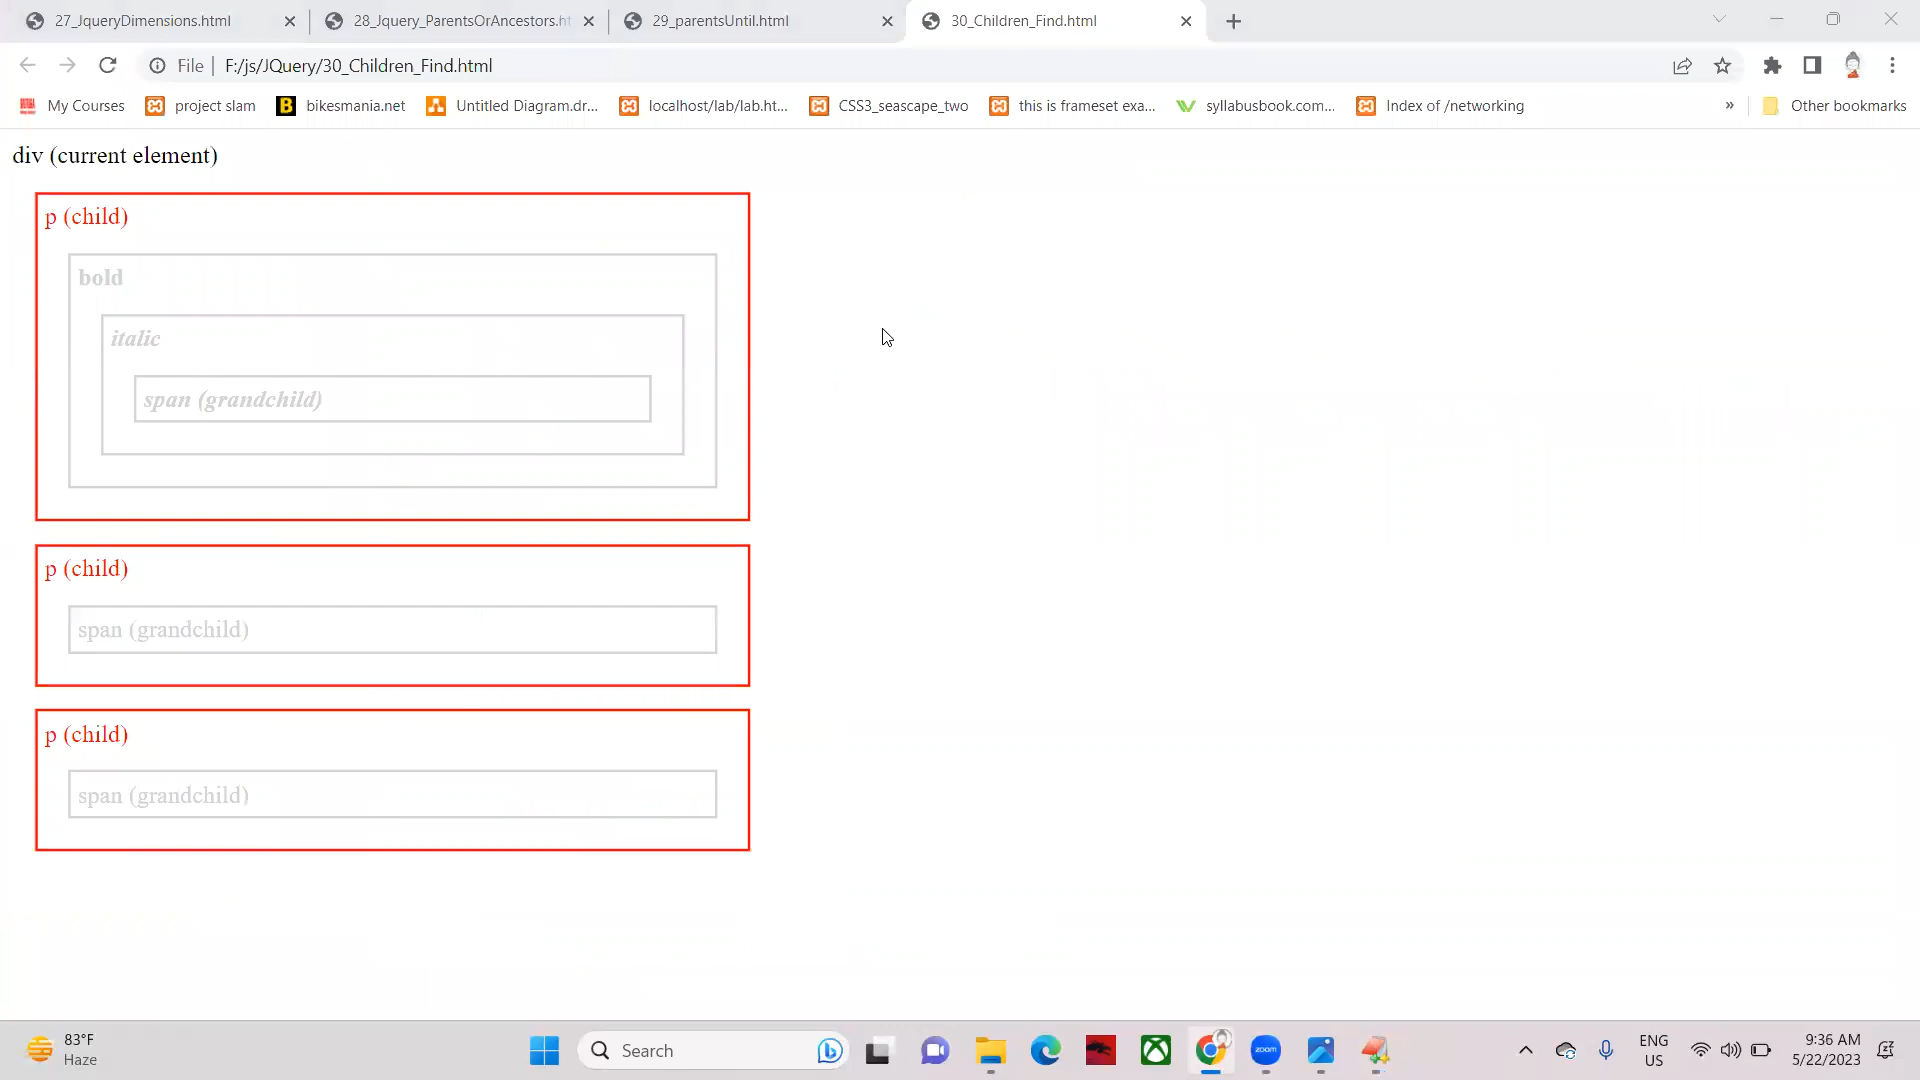 27_JqueryDimensions.html
28_Jquery_ParentsOrAncestors.ht
29_parentsUntil.html
30_Children_Find.html
File | F:/js/JQuery/30_Children_Find.html
My Courses
project slam
bikesmania.net
Untitled Diagram.dr...
localhost/lab/lab.ht...
CSS3_seascape_two
this is frameset exa...
syllabusbook.com...
Index of /networking
»
Other bookmarks
div (current element)
p (child)
bold
italic
span (grandchild)
p (child)
span (grandchild)
p (child)
span (grandchild)
83°F
Haze
Search
zoom
ENG
US
9:36 AM
5/22/2023